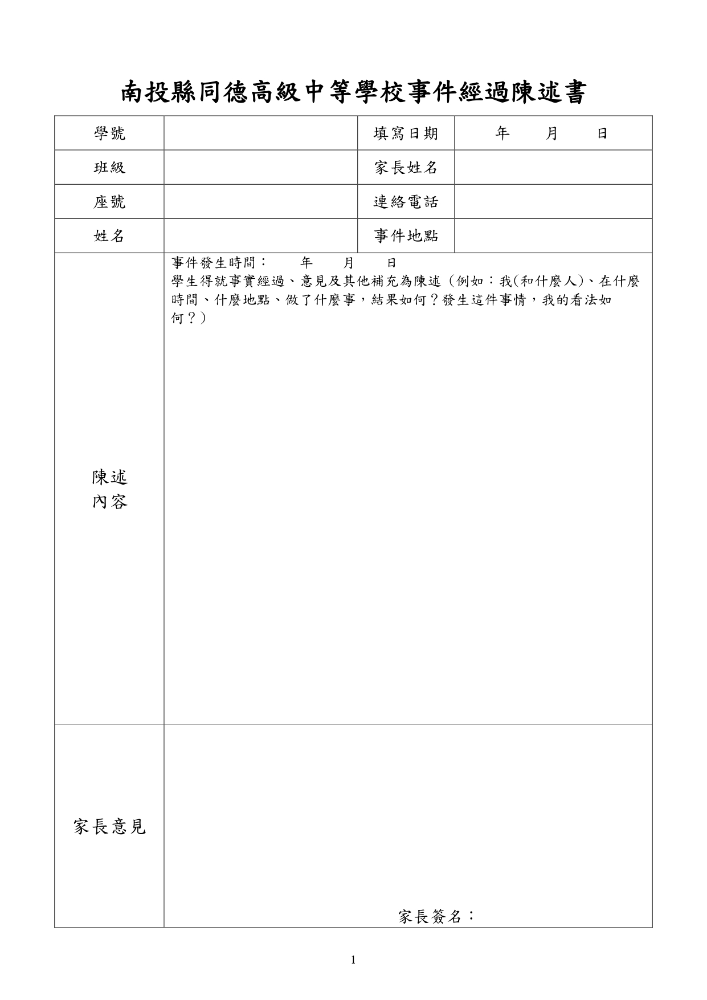 南投縣同德高級中等學校事件經過陳述書
學號 填寫日期 年 月 日
班級 家長姓名
座號 連絡電話
姓名 事件地點
事件發生時間： 年 月 日
學生得就事實經過、意見及其他補充為陳述（例如：我(和什麼人)、在什麼
時間、什麼地點、做了什麼事，結果如何？發生這件事情，我的看法如
何？）
陳述
內容
家長意見
家長簽名：
1